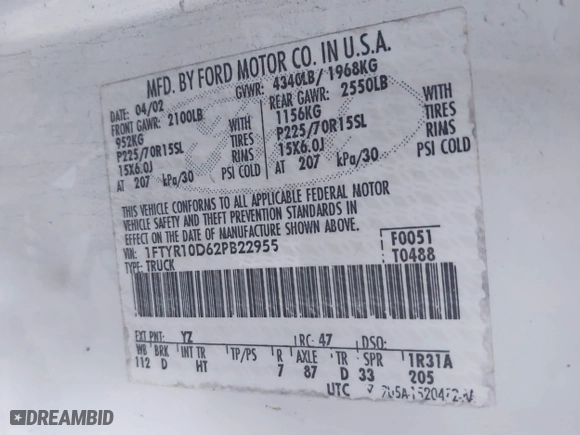 MFD. BY FORD MOTOR CO. IN U.S.A.
DATE: 04/02 GVWR: 4340LB/ 1968KG
FRONT GAWR: 2100LB REAR GAWR: 2550LB
952KG WITH 1156KG WITH
P225/70R15SL TIRES P225/70R15SL TIRES
15X6.0J RIMS 15X6.0J RIMS
AT 207 kPa/30 PSI COLD AT 207 kPa/30 PSI COLD
THIS VEHICLE CONFORMS TO ALL APPLICABLE FEDERAL MOTOR
VEHICLE SAFETY AND THEFT PREVENTION STANDARDS IN
EFFECT ON THE DATE OF MANUFACTURE SHOWN ABOVE.
VIN: 1FTYR10D62PB22955 F0051
TYPE: TRUCK T0488
EXT PNT: YZ RC: 47 DSO:
WB BRK INT TR TP/PS R AXLE TR SPR 1R31A
112 D HT 7 87 D 33 205
UTC
DREAMBID